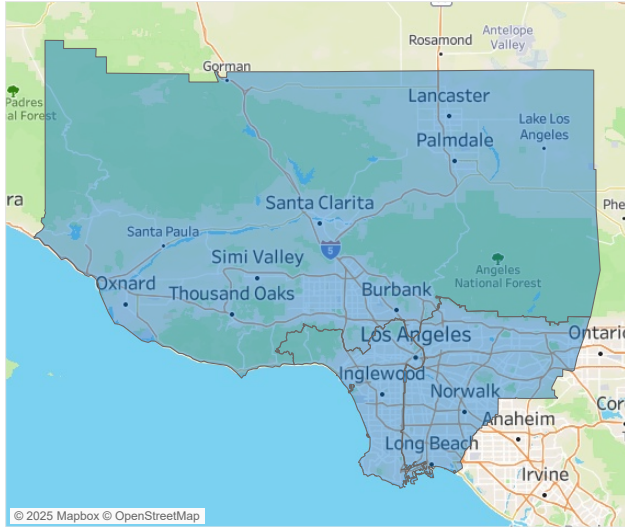 Antelope
Valley
Rosamond
Gorman
Padres
al Forest
Lancaster
Lake Los
Angeles
Palmdale
ra
Santa Clarita
Phe
Santa Paula
5
Simi Valley
Angeles
National Forest
Oxnard
Thousand Oaks
Burbank
Los Angeles
Ontario
Inglewood
Norwalk
Cor
Anaheim
Long Beach
Irvine
© 2025 Mapbox © OpenStreetMap